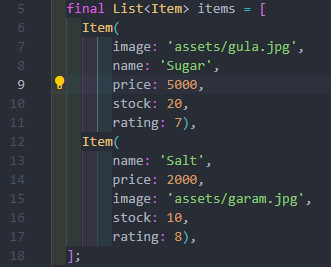 5 final List<Item> items = [
6 Item(
7 image: 'assets/gula.jpg',
8 name: 'Sugar',
9 price: 5000,
10 stock: 20,
11 rating: 7),
12 Item(
13 name: 'Salt',
14 price: 2000,
15 image: 'assets/garam.jpg',
16 stock: 10,
17 rating: 8),
18 ];